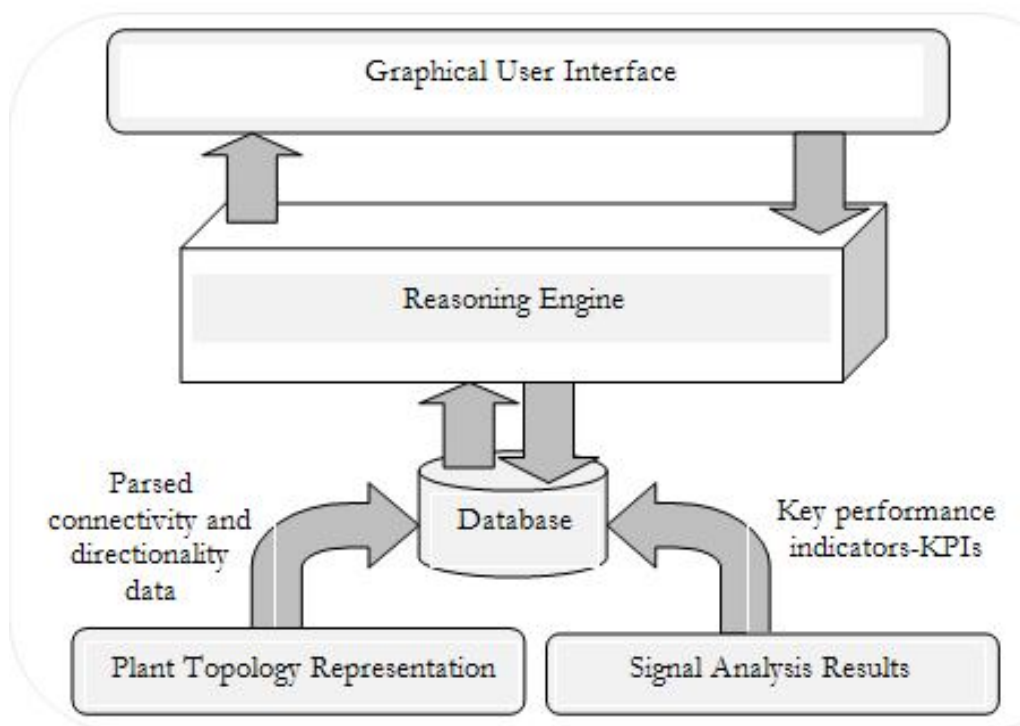 Graphical User Interface
Reasoning Engine
Parsed
connectivity and
directionality
data
Database
Key performance
indicators-KPIs
Plant Topology Representation
Signal Analysis Results